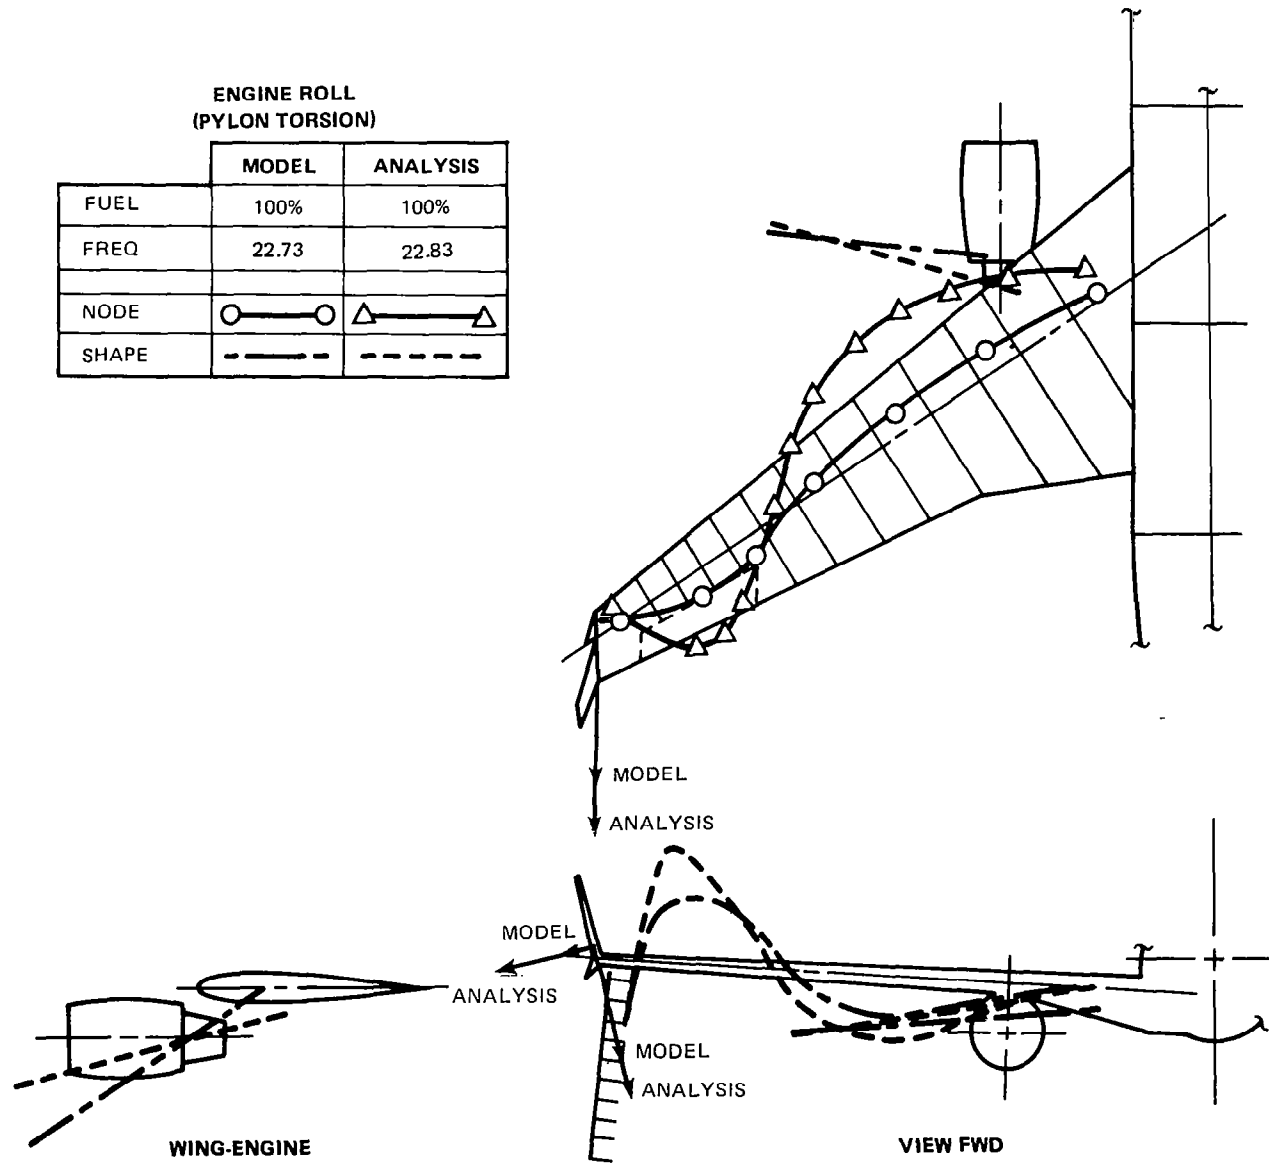 ENGINE ROLL
(PYLON TORSION)
MODEL ANALYSIS
FUEL 100% 100%
FREQ 22.73 22.83
NODE
SHAPE
MODEL
ANALYSIS
MODEL
ANALYSIS
MODEL
ANALYSIS
WING-ENGINE
VIEW FWD